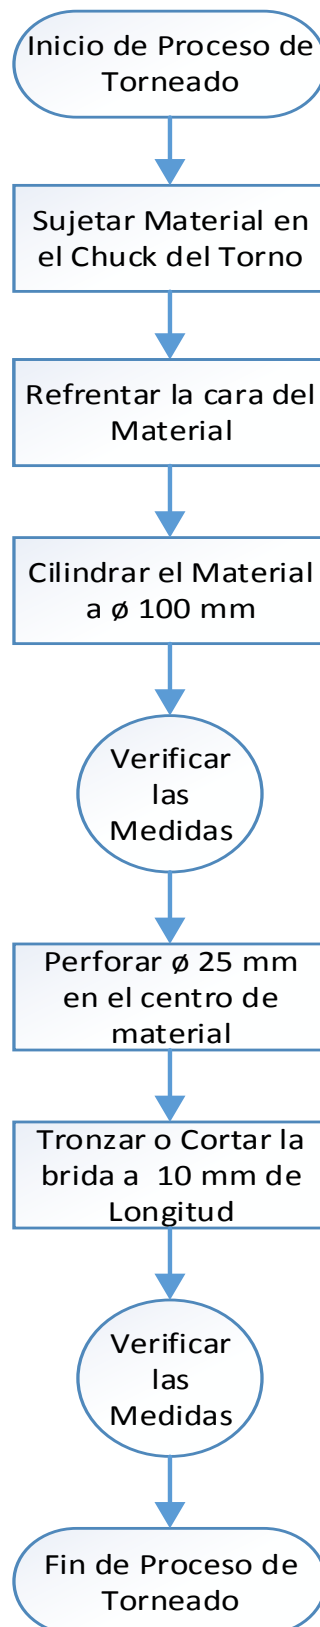 Inicio de Proceso de
Torneado
Sujetar Material en
el Chuck del Torno
Refrentar la cara del
Material
Cilindrar el Material
a ø 100 mm
Verificar
las
Medidas
Perforar ø 25 mm
en el centro de
material
Tronzar o Cortar la
brida a 10 mm de
Longitud
Verificar
las
Medidas
Fin de Proceso de
Torneado